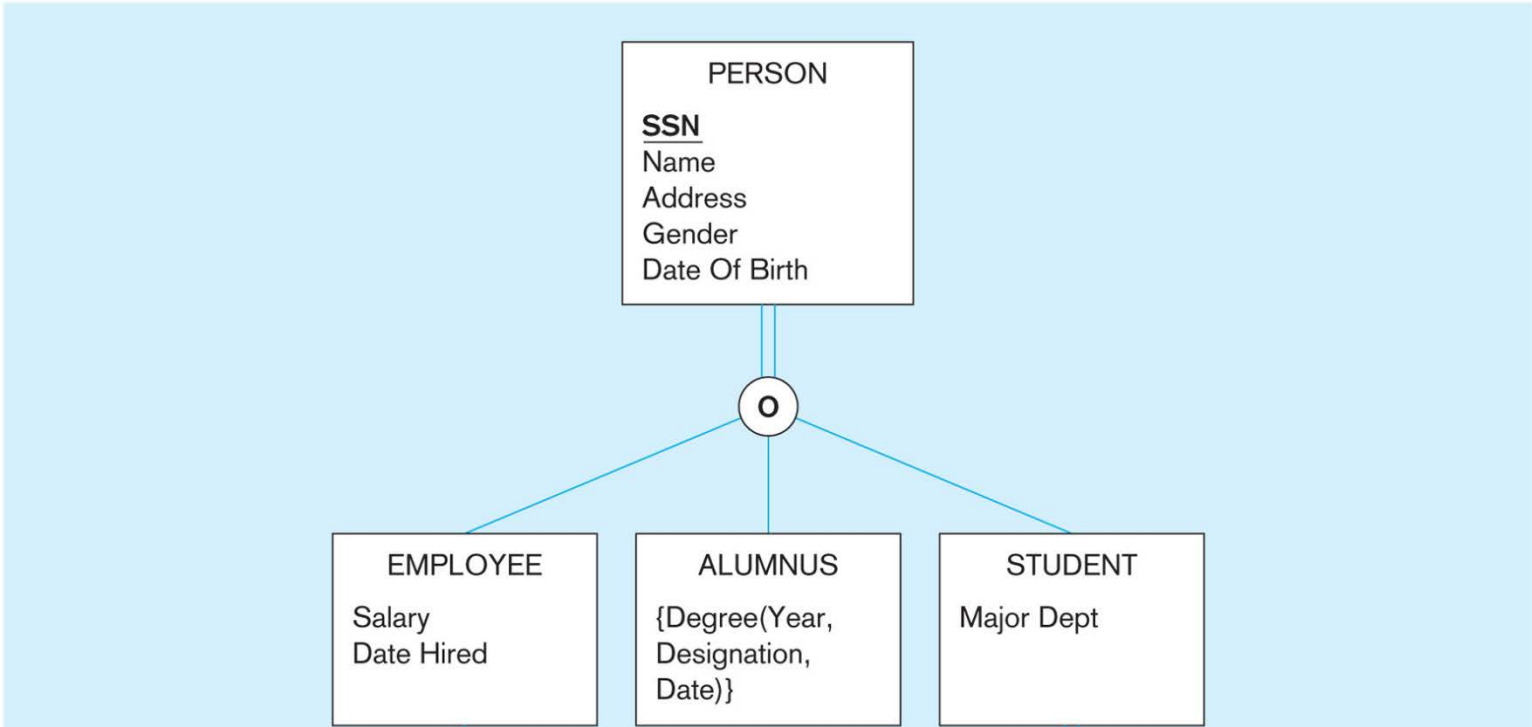 PERSON
SSN
Name
Address
Gender
Date Of Birth
O
EMPLOYEE
Salary
Date Hired
ALUMNUS
{Degree(Year,
Designation,
Date)}
STUDENT
Major Dept